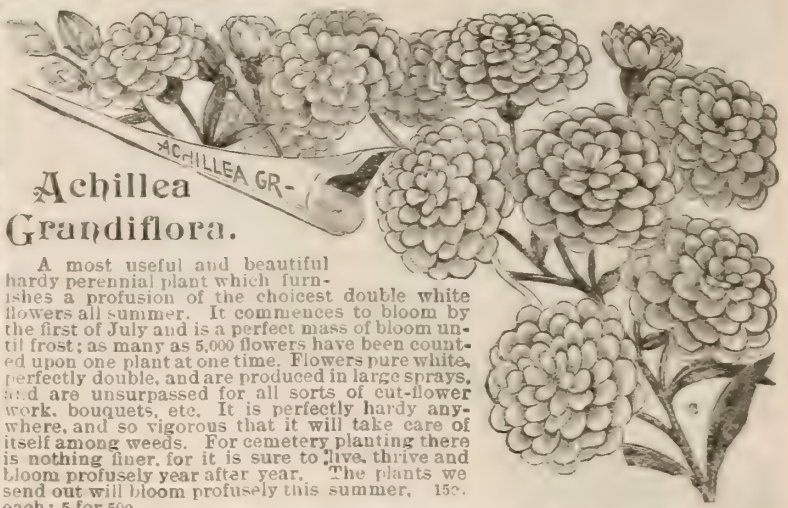 ACHILLEA GR-
Achillea
Grandiflora.
A most useful and beautiful
hardy perennial plant which furn-
ishes a profusion of the choicest double white
flowers all summer. It commences to bloom by
the first of July and is a perfect mass of bloom un-
til frost; as many as 5,000 flowers have been count-
ed upon one plant at one time. Flowers pure white,
perfectly double, and are produced in large sprays,
and are unsurpassed for all sorts of cut-flower
work, bouquets, etc. It is perfectly hardy any-
where, and so vigorous that it will take care of
itself among weeds. For cemetery planting there
is nothing finer, for it is sure to live, thrive and
bloom profusely year after year. The plants we
send out will bloom profusely this summer. 15c.
each; 5 for 50c.